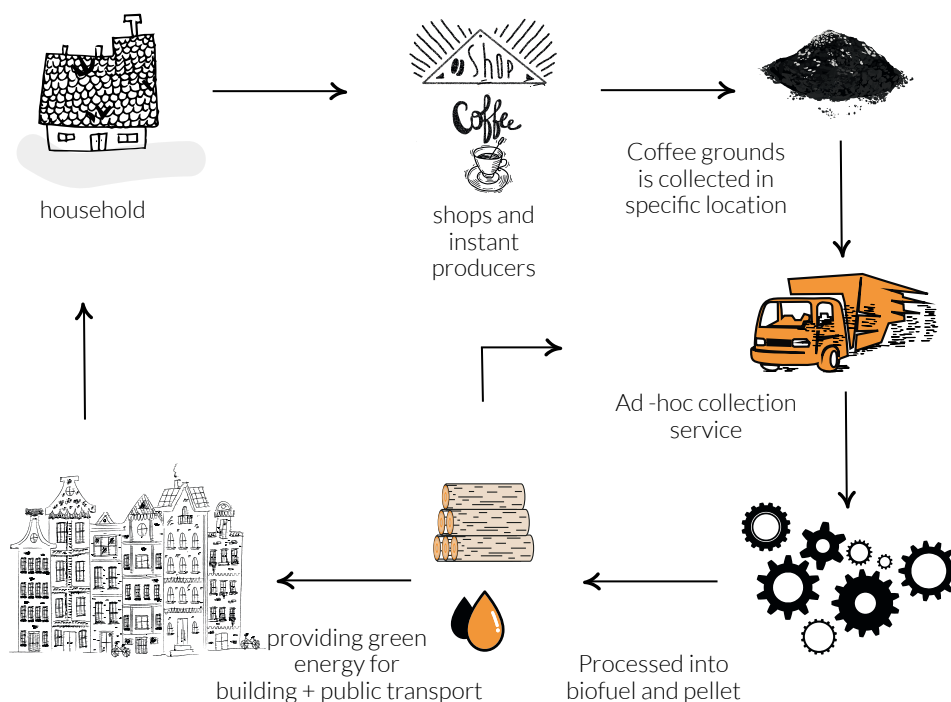 Shop
Coffee
household
shops and
instant
producers
Coffee grounds
is collected in
specific location
Ad -hoc collection
service
providing green
energy for
building + public transport
Processed into
biofuel and pellet